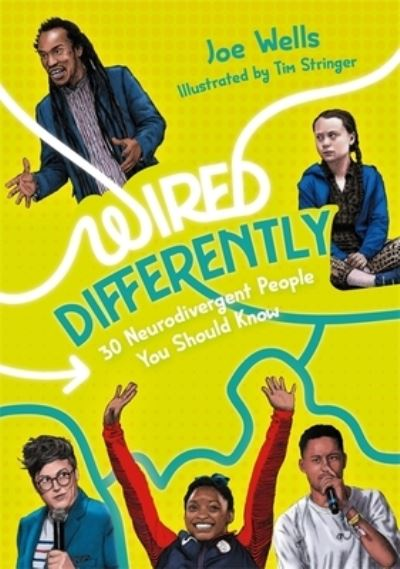 Joe Wells
Illustrated by Tim Stringer
WIRED
DIFFERENTLY
30 Neurodivergent People
You Should Know